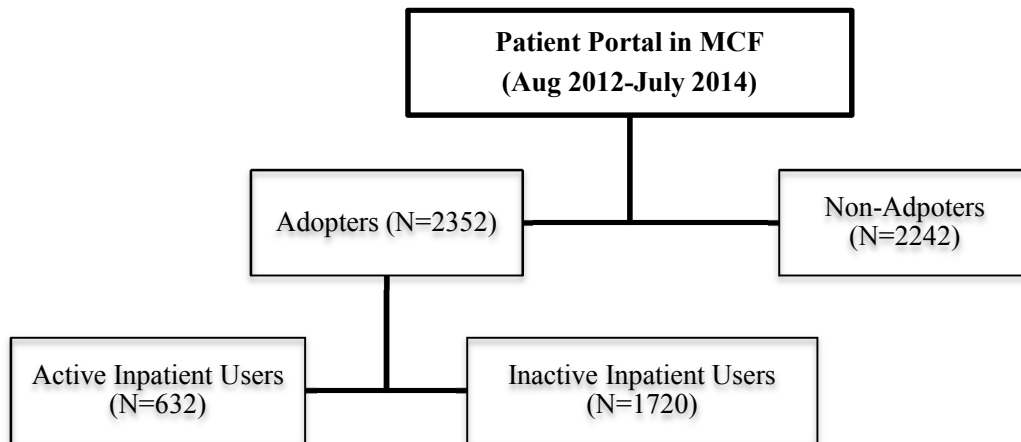 Patient Portal in MCF
(Aug 2012-July 2014)
Adopters (N=2352)
Non-Adpoters
(N=2242)
Active Inpatient Users
(N=632)
Inactive Inpatient Users
(N=1720)